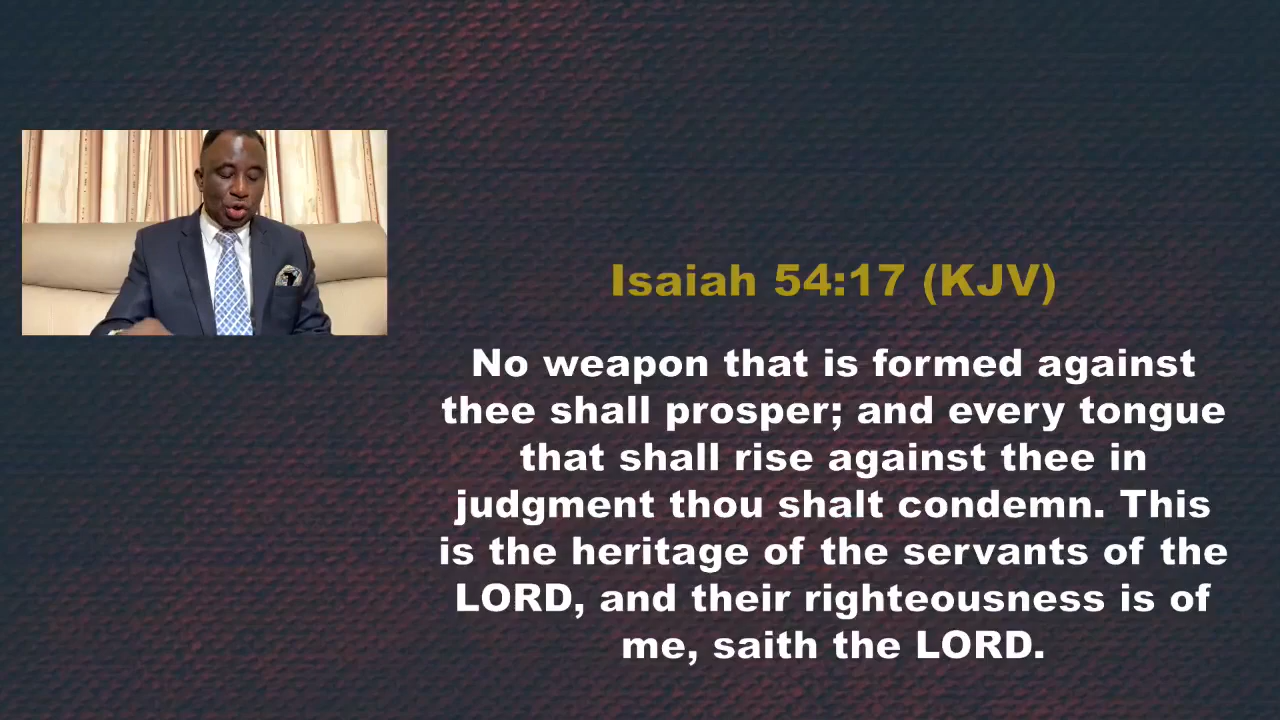 Isaiah 54:17 (KJV)
No weapon that is formed against
thee shall prosper; and every tongue
that shall rise against thee in
judgment thou shalt condemn. This
is the heritage of the servants of the
LORD, and their righteousness is of
me, saith the LORD.